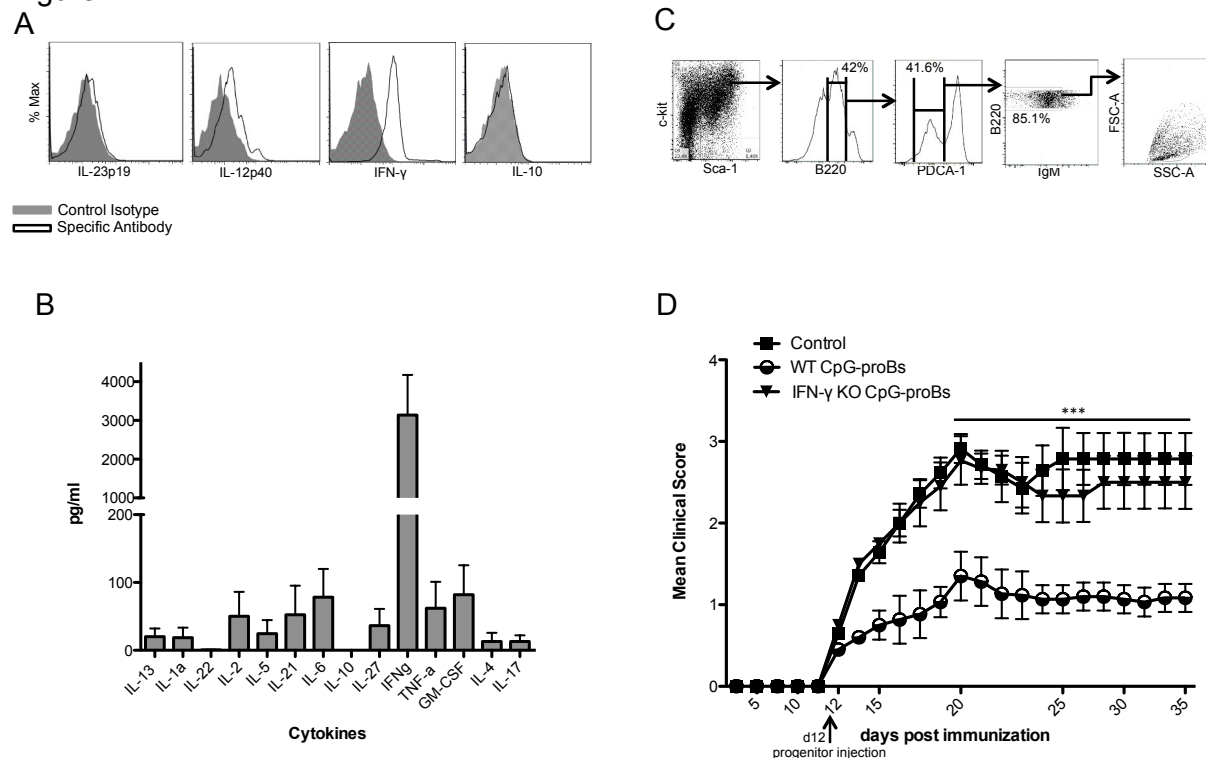 A
% Max
IL-23p19
IL-12p40
IFN-γ
IL-10
Control Isotype
Specific Antibody
C
c-kit
Sca-1
42%
B220
41.6%
PDCA-1
B220
85.1%
IgM
FSC-A
SSC-A
B
pg/ml
4000
3000
2000
1000
200
100
0
IL-13
IL-1a
IL-22
IL-2
IL-5
IL-21
IL-6
IL-10
IL-27
IFNg
TNF-a
GM-CSF
IL-4
IL-17
Cytokines
D
Control
WT CpG-proBs
IFN-γ KO CpG-proBs
***
Mean Clinical Score
4
3
2
1
0
5
10
12
15
20
25
30
35
d12
progenitor injection
days post immunization